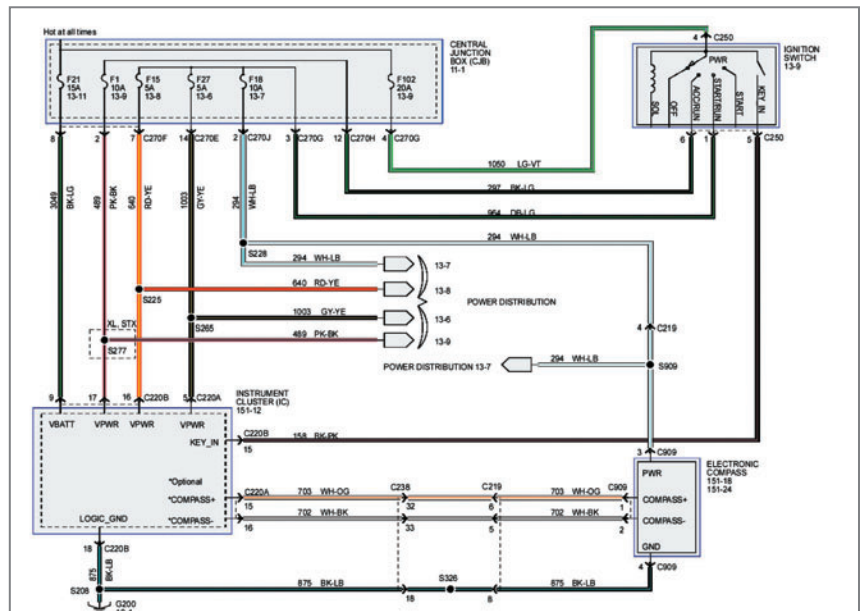 Hot at all times
CENTRAL
JUNCTION
BOX (CJB)
11-1
F21
15A
13-11
F1
10A
13-9
F15
5A
13-8
F27
5A
13-6
F18
10A
13-7
F102
20A
13-9
4 C250
IGNITION
SWITCH
13-9
PWR
SOL
OFF
ACC/RUN
START/RUN
START
KEY IN
8
2
7 C270F
14 C270E
2 C270J
3 C270G
12 C270H
4 C270G
6
1
5 C250
1050 LG-VT
297 BK-LG
964 DB-LG
3049 BK-LG
489 PK-BK
640 RD-YE
1003 GY-YE
294 WH-LB
294 WH-LB
S228
294 WH-LB
13-7
640 RD-YE
13-8
S225
1003 GY-YE
13-6
S265
489 PK-BK
13-9
XL, STX
S277
POWER DISTRIBUTION
4 C219
POWER DISTRIBUTION 13-7
294 WH-LB
S909
9
17
16 C220B
5 C220A
INSTRUMENT
CLUSTER (IC)
151-12
VBATT
VPWR
VPWR
VPWR
KEY_IN
C220B
15
158 BK-PK
3 C909
PWR
ELECTRONIC
COMPASS
151-18
151-24
*Optional
*COMPASS+
C220A
15
703 WH-OG
C238
32
C219
6
703 WH-OG
C909
1
COMPASS+
*COMPASS-
16
702 WH-BK
33
5
702 WH-BK
2
COMPASS-
LOGIC_GND
GND
18 C220B
4 C909
875 BK-LB
S208
875 BK-LB
18
S326
8
875 BK-LB
G200